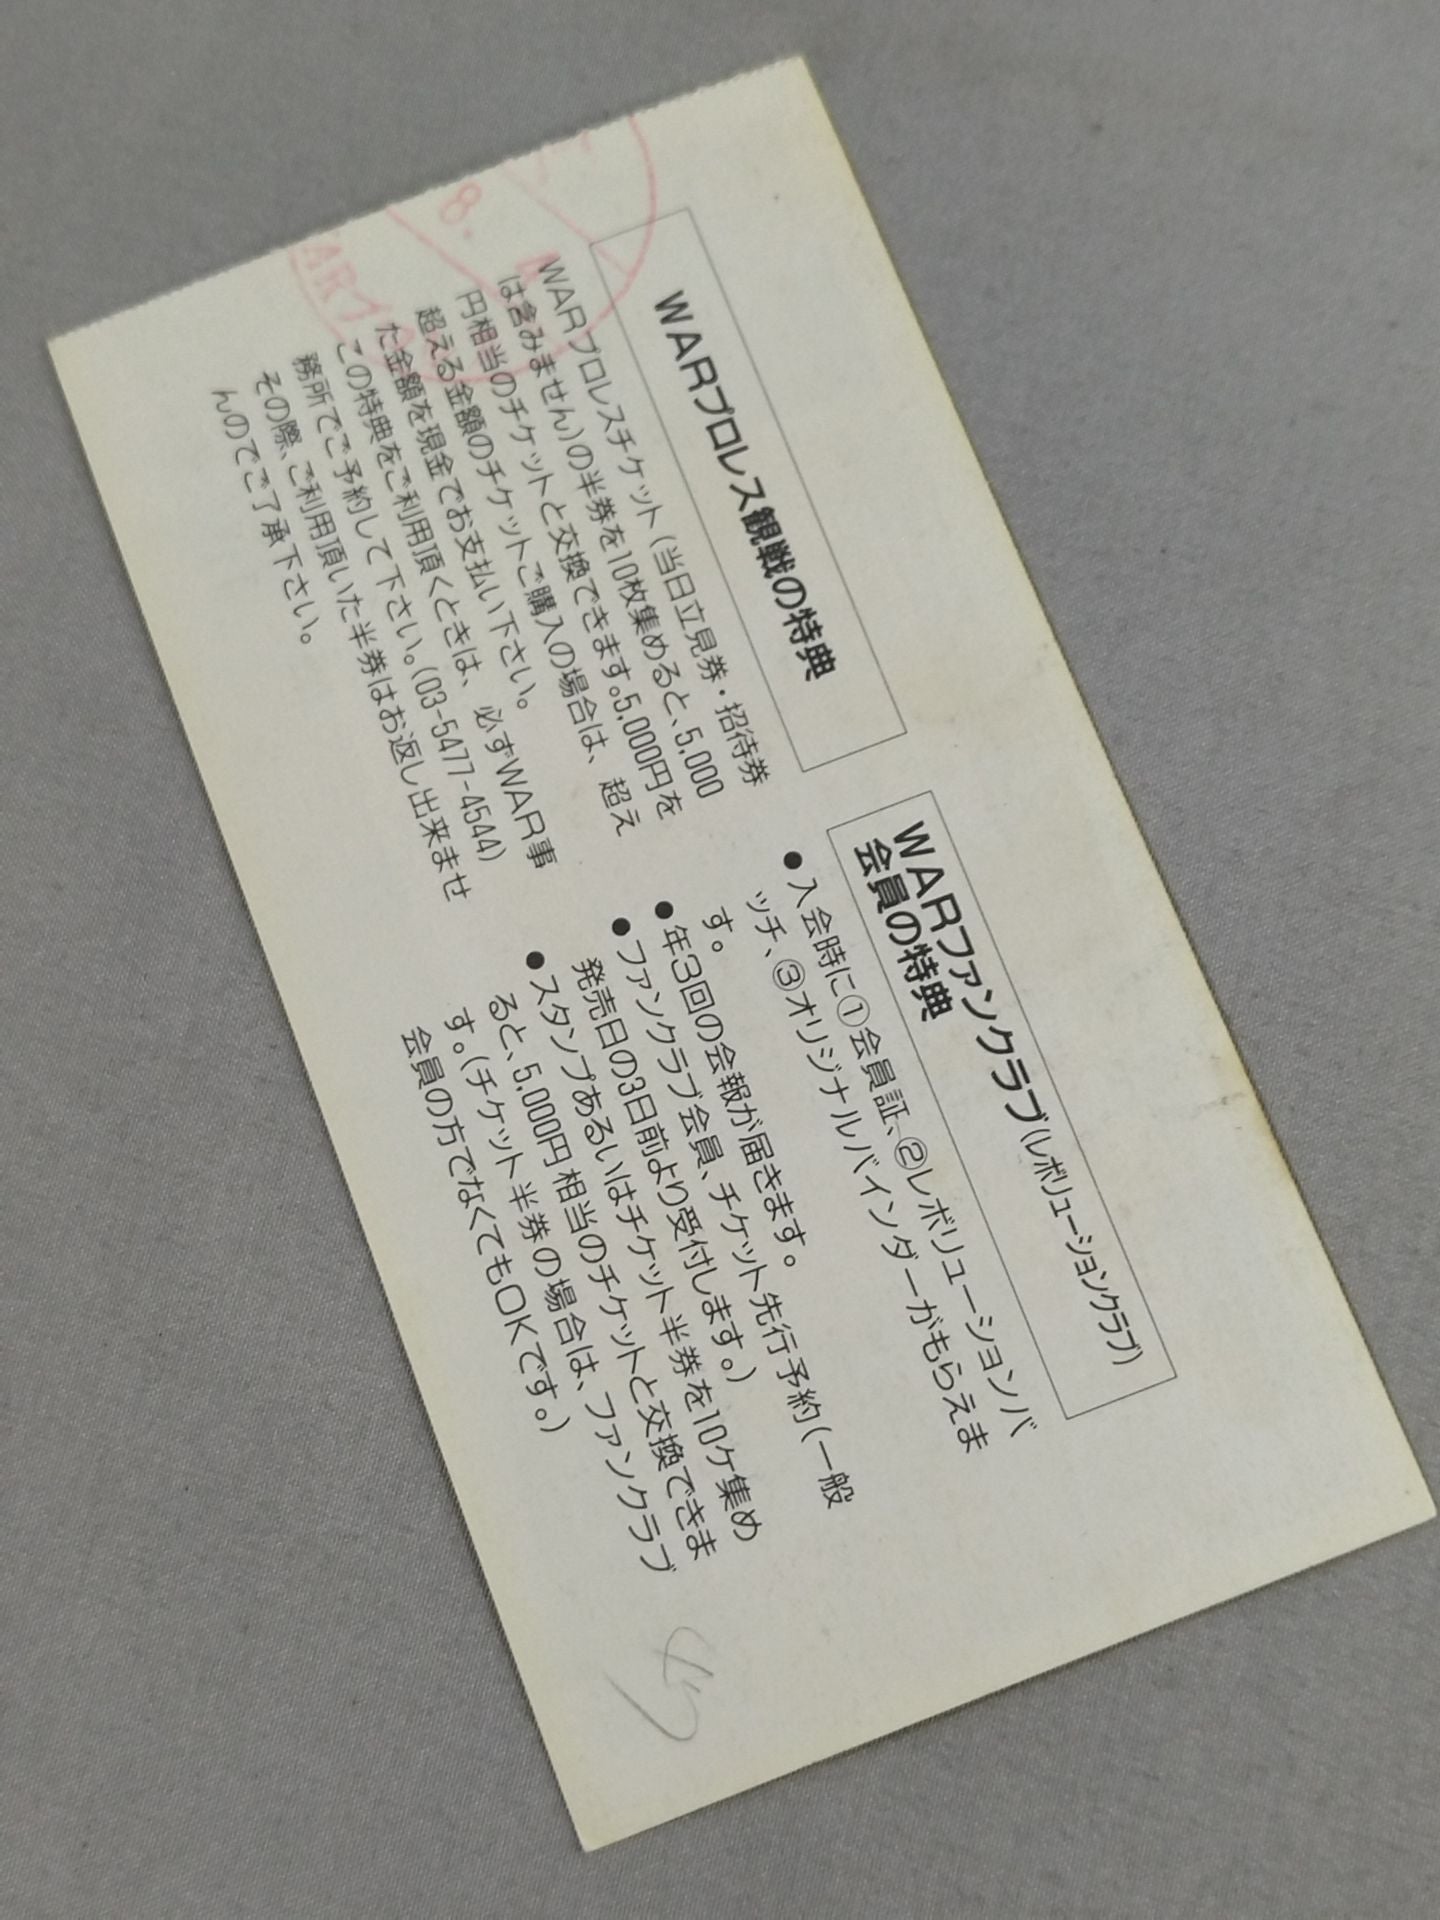 WARプロレス観戦の特典
WARプロレスチケット(当日立見券・招待券
は含みません)の半券を10枚集めると、5,000
円相当のチケットと交換できます。5,000円を
超える金額のチケットご購入の場合は、超え
た金額を現金でお支払い下さい。
この特典をご利用頂くときは、必ずWAR事
務所でご予約して下さい。(03-5477-4544)
その際、ご利用頂いた半券はお返し出来ませ
んのでご了承下さい。
WARファンクラブ(レボリューションクラブ)
会員の特典
●入会時に①会員証、②レボリューションバ
ッチ、③オリジナルバインダーがもらえま
す。
●年3回の会報が届きます。
●ファンクラブ会員、チケット先行予約(一般
発売日の3日前より受付します。)
●スタンプあるいはチケット半券を10ケ集め
ると、5,000円相当のチケットと交換できま
す。(チケット半券の場合は、ファンクラブ
会員の方でなくてもOKです。)
8.